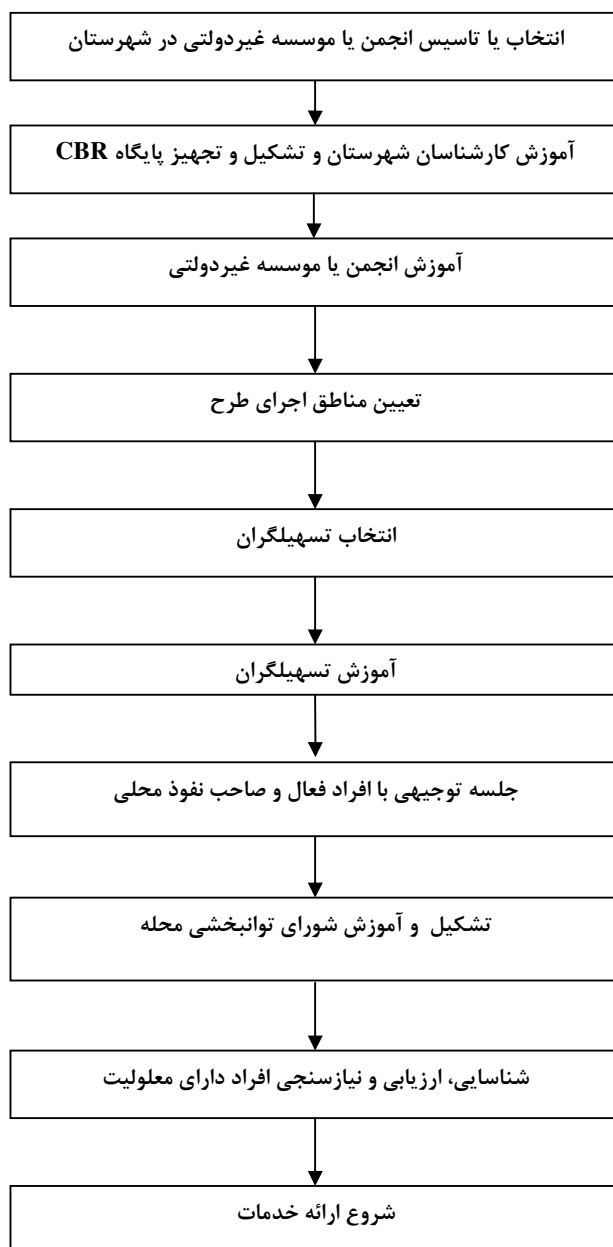 انتخاب یا تاسیس انجمن یا موسسه غیردولتی در شهرستان
آموزش کارشناسان شهرستان و تشکیل و تجهیز پایگاه CBR
آموزش انجمن یا موسسه غیردولتی
تعیین مناطق اجرای طرح
انتخاب تسهیلگران
آموزش تسهیلگران
جلسه توجیهی با افراد فعال و صاحب نفوذ محلی
تشکیل و آموزش شورای توانبخشی محله
شناسایی، ارزیابی و نیازسنجی افراد دارای معلولیت
شروع ارائه خدمات